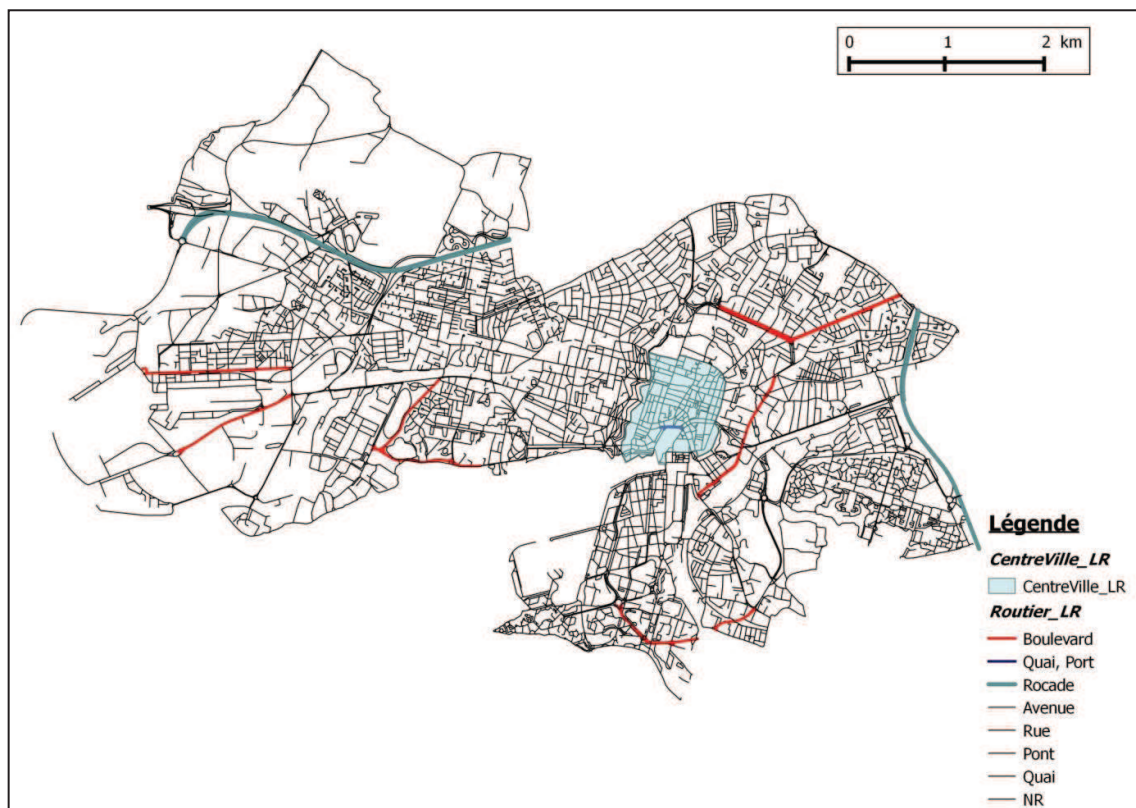 0 1 2 km
Légende
CentreVille_LR
CentreVille_LR
Routier_LR
Boulevard
Quai, Port
Rocade
Avenue
Rue
Pont
Quai
NR